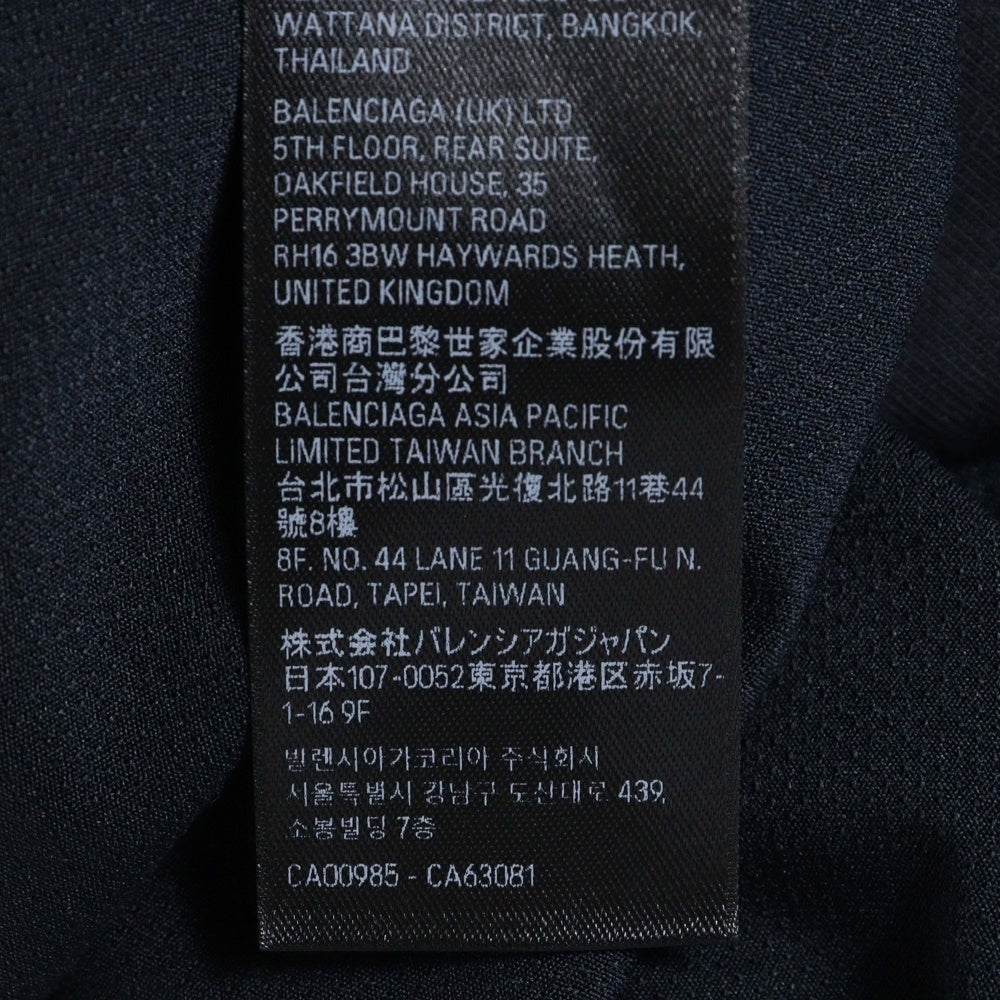 WATTANA DISTRICT, BANGKOK,
THAILAND
BALENCIAGA (UK) LTD
5TH FLOOR, REAR SUITE,
OAKFIELD HOUSE, 35
PERRYMOUNT ROAD
RH16 3BW HAYWARDS HEATH,
UNITED KINGDOM
香港商巴黎世家企業股份有限
公司台灣分公司
BALENCIAGA ASIA PACIFIC
LIMITED TAIWAN BRANCH
台北市松山區光復北路11巷44
號8樓
8F. NO. 44 LANE 11 GUANG-FU N.
ROAD, TAPEI, TAIWAN
株式会社バレンシアガジャパン
日本107-0052東京都港区赤坂7-
1-16 9F
발렌시아가코리아 주식회사
서울특별시 강남구 도산대로 439,
소봉빌딩 7층
CA00985 - CA63081